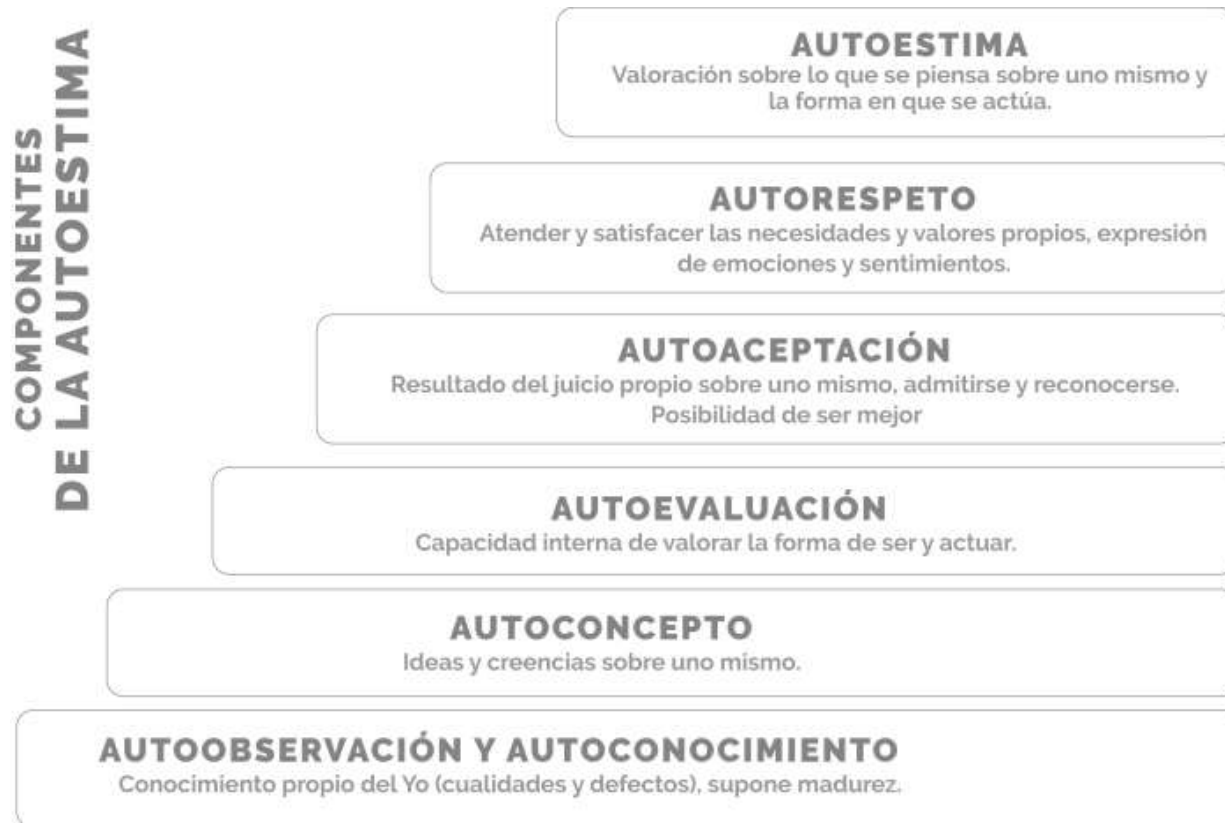 COMPONENTES
DE LA AUTOESTIMA
AUTOESTIMA
Valoración sobre lo que se piensa sobre uno mismo y
la forma en que se actúa.
AUTORESPETO
Atender y satisfacer las necesidades y valores propios, expresión
de emociones y sentimientos.
AUTOACEPTACIÓN
Resultado del juicio propio sobre uno mismo, admitirse y reconocerse.
Posibilidad de ser mejor
AUTOEVALUACIÓN
Capacidad interna de valorar la forma de ser y actuar.
AUTOCONCEPTO
Ideas y creencias sobre uno mismo.
AUTOOBSERVACIÓN Y AUTOCONOCIMIENTO
Conocimiento propio del Yo (cualidades y defectos), supone madurez.